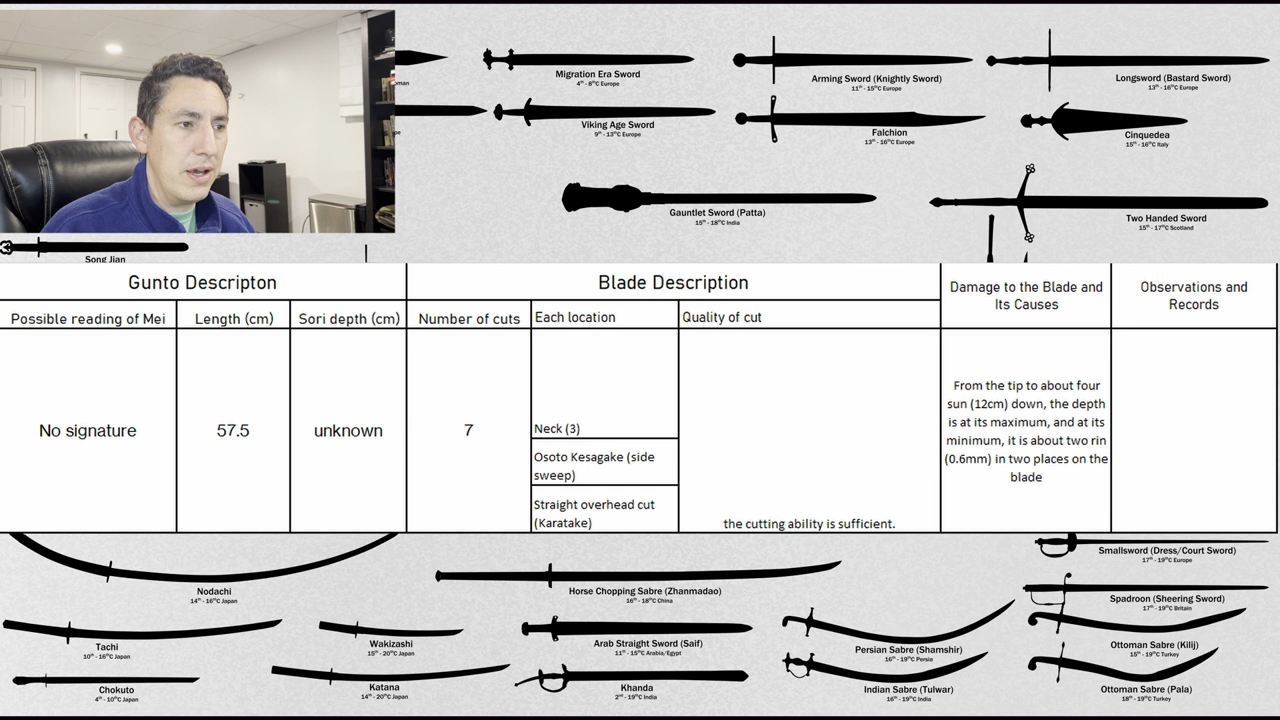 Migration Era Sword
4th - 8thC Europe
Arming Sword (Knightly Sword)
11th - 15thC Europe
Longsword (Bastard Sword)
13th - 16thC Europe
Viking Age Sword
9th - 13thC Europe
Falchion
13th - 16thC Europe
Cinquedea
15th - 16thC Italy
Gauntlet Sword (Patta)
15th - 18thC India
Two Handed Sword
15th - 17thC Scotland
Song Jian
Gunto Descripton
Blade Description
Damage to the Blade and
Its Causes
Observations and
Records
Possible reading of Mei
Length (cm)
Sori depth (cm)
Number of cuts
Each location
Quality of cut
No signature
57.5
unknown
7
Neck (3)
Osoto Kesagake (side
sweep)
Straight overhead cut
(Karatake)
the cutting ability is sufficient.
From the tip to about four
sun (12cm) down, the depth
is at its maximum, and at its
minimum, it is about two rin
(0.6mm) in two places on the
blade
Nodachi
14th - 16thC Japan
Horse Chopping Sabre (Zhanmadao)
16th - 18thC China
Smallsword (Dress/Court Sword)
17th - 19thC Europe
Spadroon (Sheering Sword)
17th - 19thC Britain
Tachi
10th - 16thC Japan
Wakizashi
15th - 20thC Japan
Arab Straight Sword (Saif)
11th - 15thC Arabia/Egypt
Persian Sabre (Shamshir)
16th - 19thC Persia
Ottoman Sabre (Kilij)
15th - 19thC Turkey
Chokuto
4th - 10thC Japan
Katana
14th - 20thC Japan
Khanda
2nd - 19thC India
Indian Sabre (Tulwar)
16th - 19thC India
Ottoman Sabre (Pala)
18th - 19thC Turkey